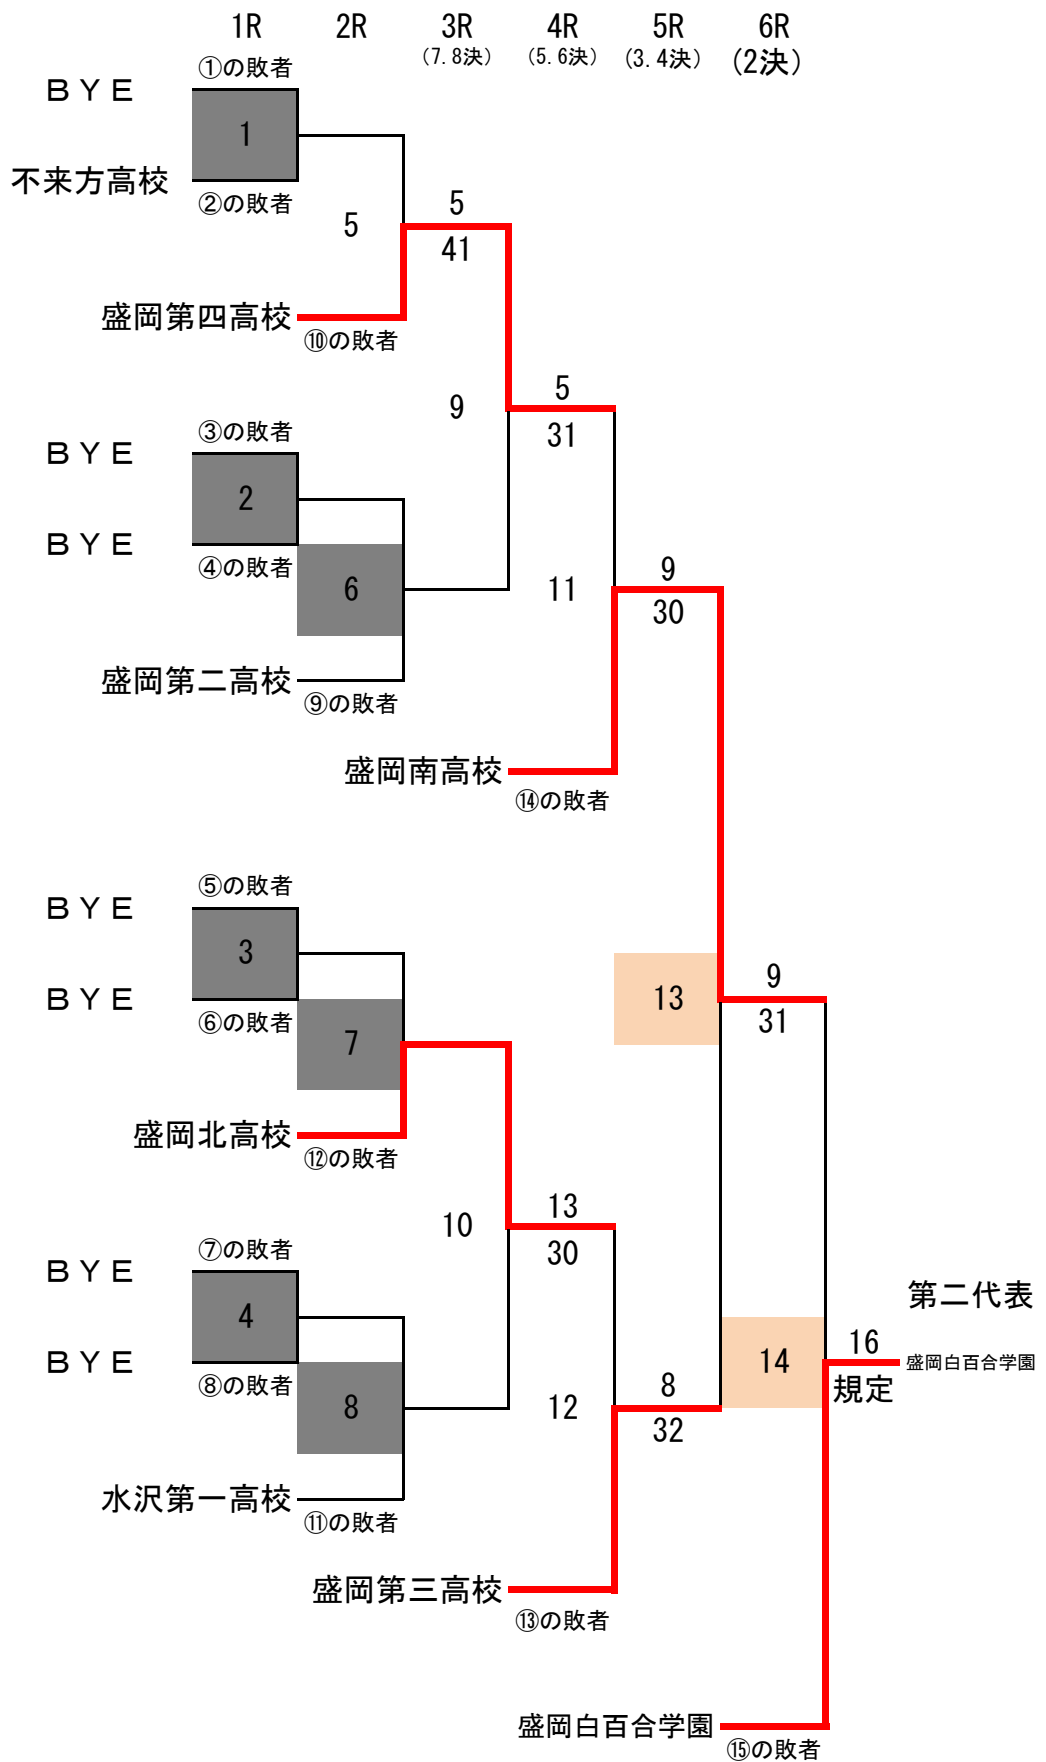 1R 2R 3R 4R 5R 6R
(7.8決) (5.6決) (3.4決) (2決)
①の敗者
ＢＹＥ
1
不来方高校
②の敗者
5
5
41
盛岡第四高校
⑩の敗者
9
5
31
③の敗者
ＢＹＥ
2
ＢＹＥ
④の敗者
6
11
9
30
盛岡第二高校
⑨の敗者
盛岡南高校
⑭の敗者
⑤の敗者
ＢＹＥ
3
ＢＹＥ
⑥の敗者
7
13
9
31
盛岡北高校
⑫の敗者
10
13
30
⑦の敗者
ＢＹＥ
4
ＢＹＥ
⑧の敗者
8
12
8
32
14
第二代表
16
盛岡白百合学園
規定
水沢第一高校
⑪の敗者
盛岡第三高校
⑬の敗者
盛岡白百合学園
⑮の敗者